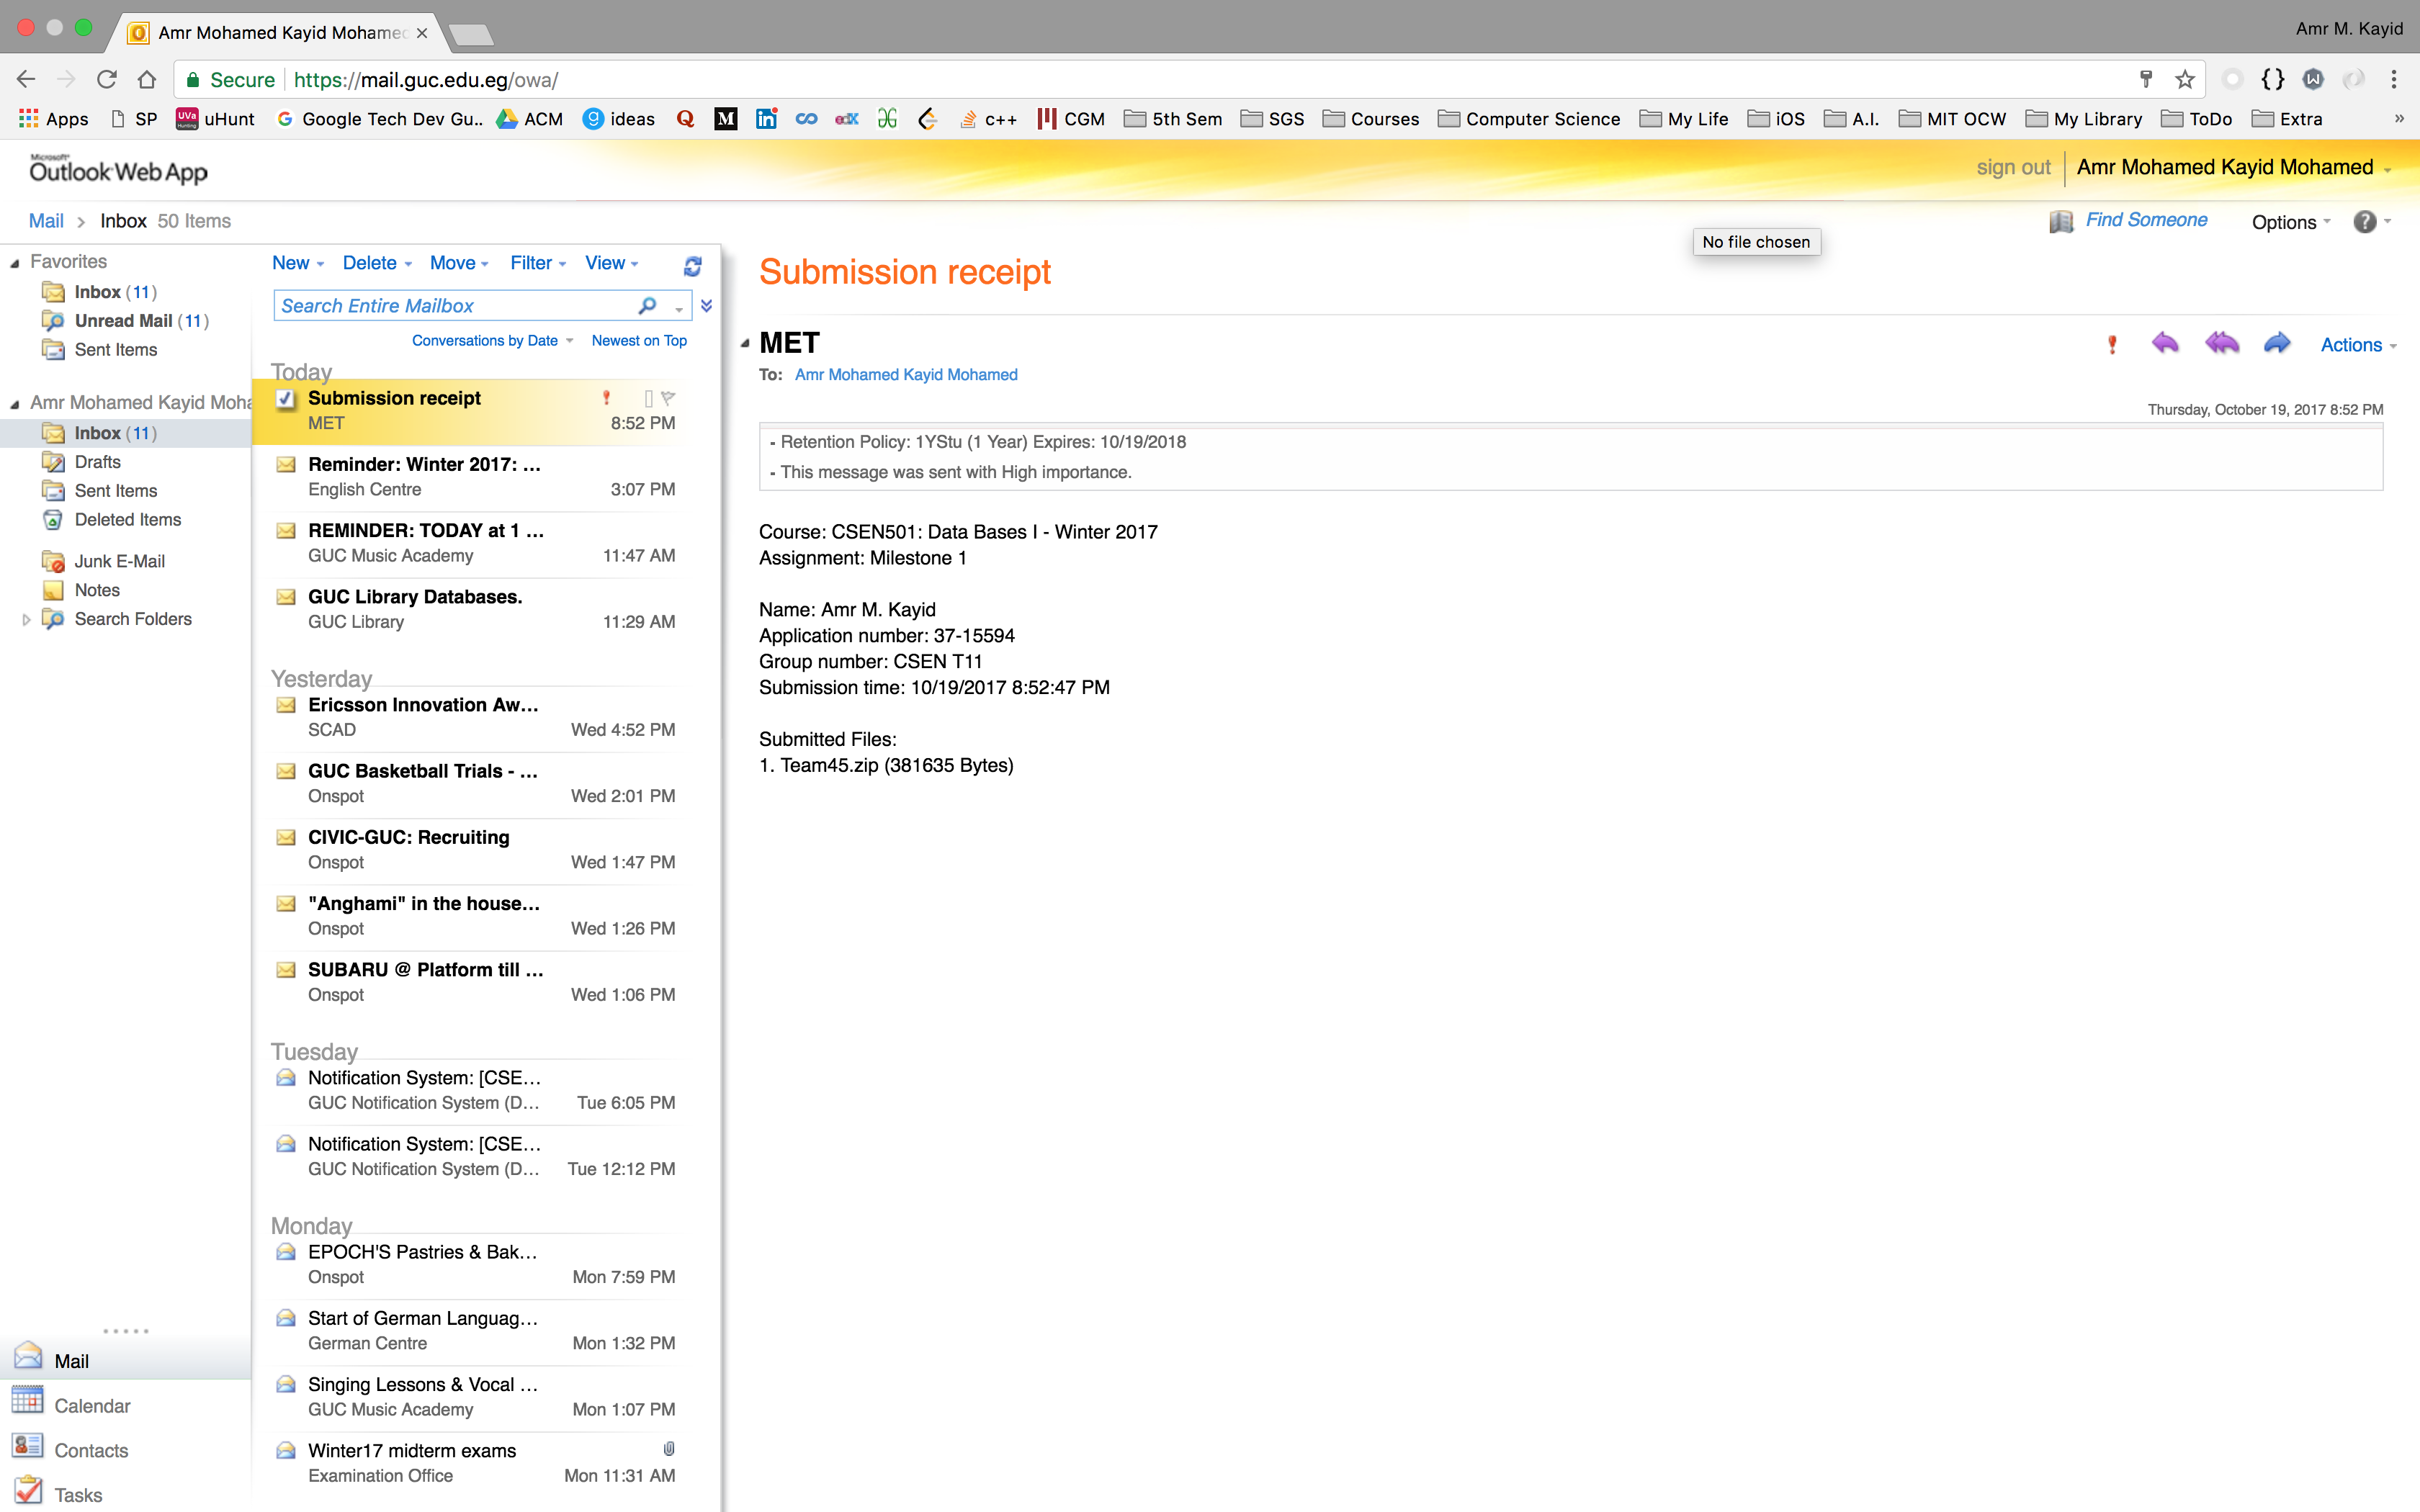 Amr Mohamed Kayid Mohamed
Amr M. Kayid
Secure https://mail.guc.edu.eg/owa/
Apps SP uHunt Google Tech Dev Gu.. ACM ideas c++ CGM 5th Sem SGS Courses Computer Science My Life iOS A.I. MIT OCW My Library ToDo Extra
Microsoft
Outlook Web App
sign out Amr Mohamed Kayid Mohamed
Mail Inbox 50 Items
Find Someone Options
No file chosen
Favorites
Inbox (11)
Unread Mail (11)
Sent Items
Amr Mohamed Kayid Moha
Inbox (11)
Drafts
Sent Items
Deleted Items
Junk E-Mail
Notes
Search Folders
Mail
Calendar
Contacts
Tasks
New Delete Move Filter View
Search Entire Mailbox
Conversations by Date Newest on Top
Today
Submission receipt
MET 8:52 PM
Reminder: Winter 2017: ...
English Centre 3:07 PM
REMINDER: TODAY at 1 ...
GUC Music Academy 11:47 AM
GUC Library Databases.
GUC Library 11:29 AM
Yesterday
Ericsson Innovation Aw...
SCAD Wed 4:52 PM
GUC Basketball Trials - ...
Onspot Wed 2:01 PM
CIVIC-GUC: Recruiting
Onspot Wed 1:47 PM
"Anghami" in the house...
Onspot Wed 1:26 PM
SUBARU @ Platform till ...
Onspot Wed 1:06 PM
Tuesday
Notification System: [CSE...
GUC Notification System (D... Tue 6:05 PM
Notification System: [CSE...
GUC Notification System (D... Tue 12:12 PM
Monday
EPOCH'S Pastries & Bak...
Onspot Mon 7:59 PM
Start of German Languag...
German Centre Mon 1:32 PM
Singing Lessons & Vocal ...
GUC Music Academy Mon 1:07 PM
Winter17 midterm exams
Examination Office Mon 11:31 AM
Submission receipt
MET
Actions
To: Amr Mohamed Kayid Mohamed
Thursday, October 19, 2017 8:52 PM
- Retention Policy: 1YStu (1 Year) Expires: 10/19/2018
- This message was sent with High importance.
Course: CSEN501: Data Bases I - Winter 2017
Assignment: Milestone 1
Name: Amr M. Kayid
Application number: 37-15594
Group number: CSEN T11
Submission time: 10/19/2017 8:52:47 PM
Submitted Files:
1. Team45.zip (381635 Bytes)